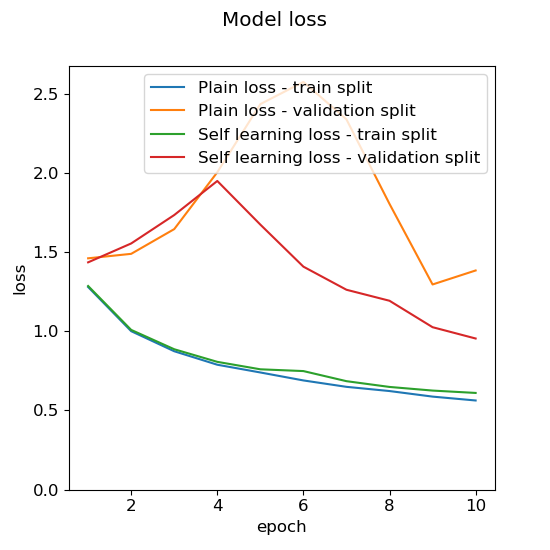 Model loss
Plain loss - train split
Plain loss - validation split
Self learning loss - train split
Self learning loss - validation split
2.5
2.0
1.5
1.0
0.5
0.0
loss
2 4 6 8 10
epoch